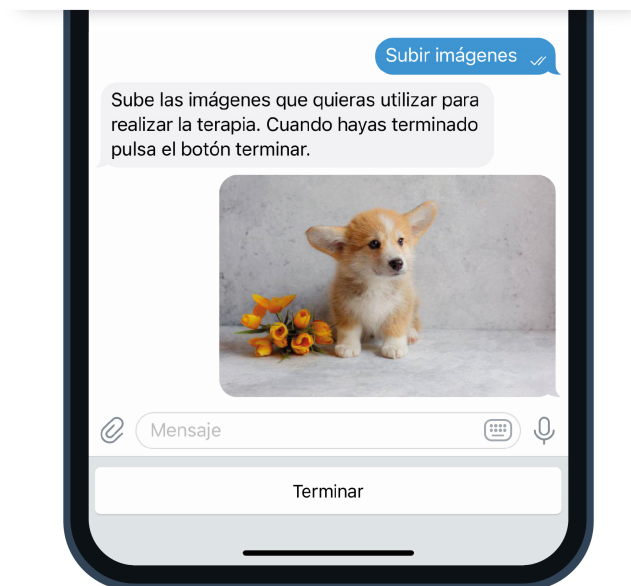 Subir imágenes
Sube las imágenes que quieras utilizar para
realizar la terapia. Cuando hayas terminado
pulsa el botón terminar.
Mensaje
Terminar